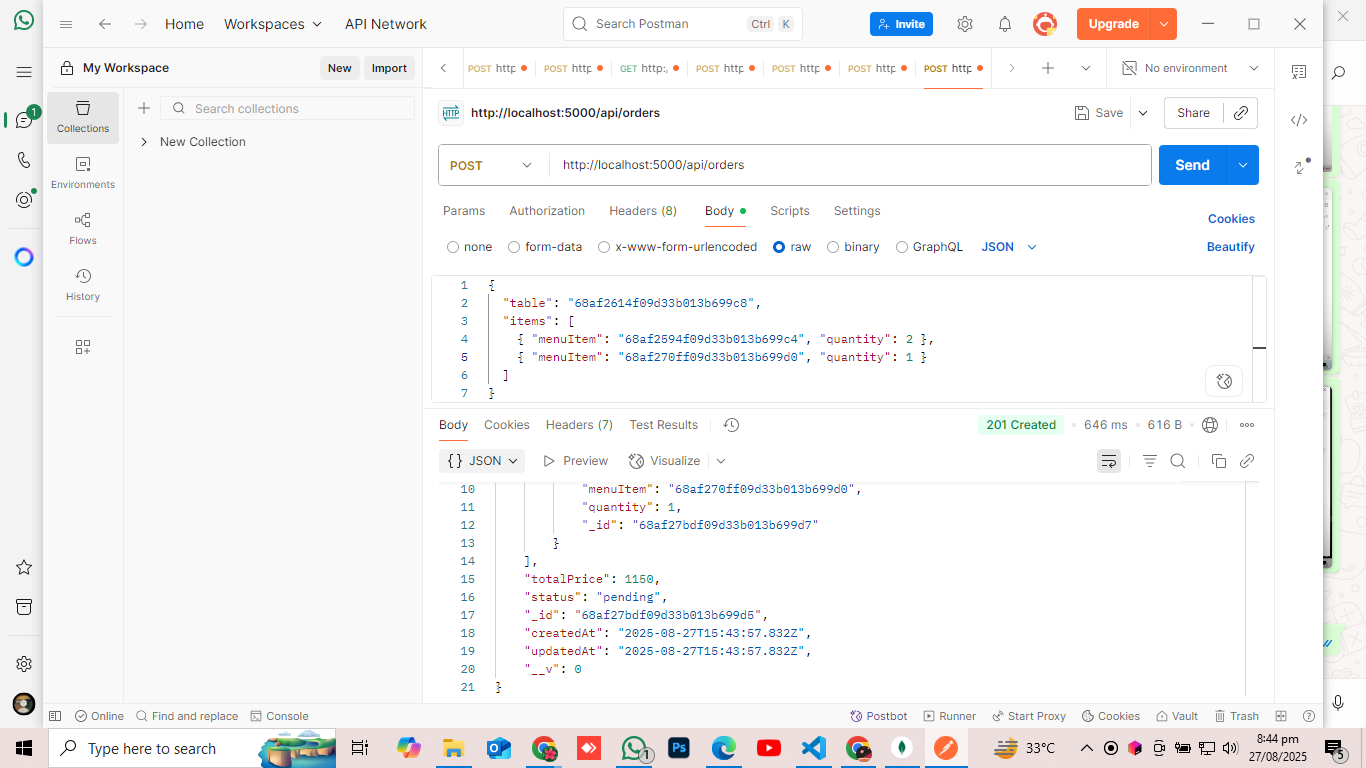 Home
Workspaces
API Network
Search Postman
Ctrl
K
Invite
Upgrade
My Workspace
New
Import
POST http
POST http
GET http:/
POST http
POST http
POST http
POST http
No environment
1
Collections
Environments
Flows
History
Search collections
New Collection
HTTP
http://localhost:5000/api/orders
Save
Share
POST
http://localhost:5000/api/orders
Send
Params
Authorization
Headers (8)
Body
Scripts
Settings
Cookies
none
form-data
x-www-form-urlencoded
raw
binary
GraphQL
JSON
Beautify
1 {
2 "table": "68af2614f09d33b013b699c8",
3 "items": [
4 { "menuItem": "68af2594f09d33b013b699c4", "quantity": 2 },
5 { "menuItem": "68af270ff09d33b013b699d0", "quantity": 1 }
6 ]
7 }
Body
Cookies
Headers (7)
Test Results
201 Created
646 ms
616 B
{} JSON
Preview
Visualize
10 "menuItem": "68af270ff09d33b013b699d0",
11 "quantity": 1,
12 "_id": "68af27bdf09d33b013b699d7"
13 }
14 ],
15 "totalPrice": 1150,
16 "status": "pending",
17 "_id": "68af27bdf09d33b013b699d5",
18 "createdAt": "2025-08-27T15:43:57.832Z",
19 "updatedAt": "2025-08-27T15:43:57.832Z",
20 "__v": 0
21 }
Online
Find and replace
Console
Postbot
Runner
Start Proxy
Cookies
Vault
Trash
Type here to search
1
Ps
33°C
8:44 pm
27/08/2025
5